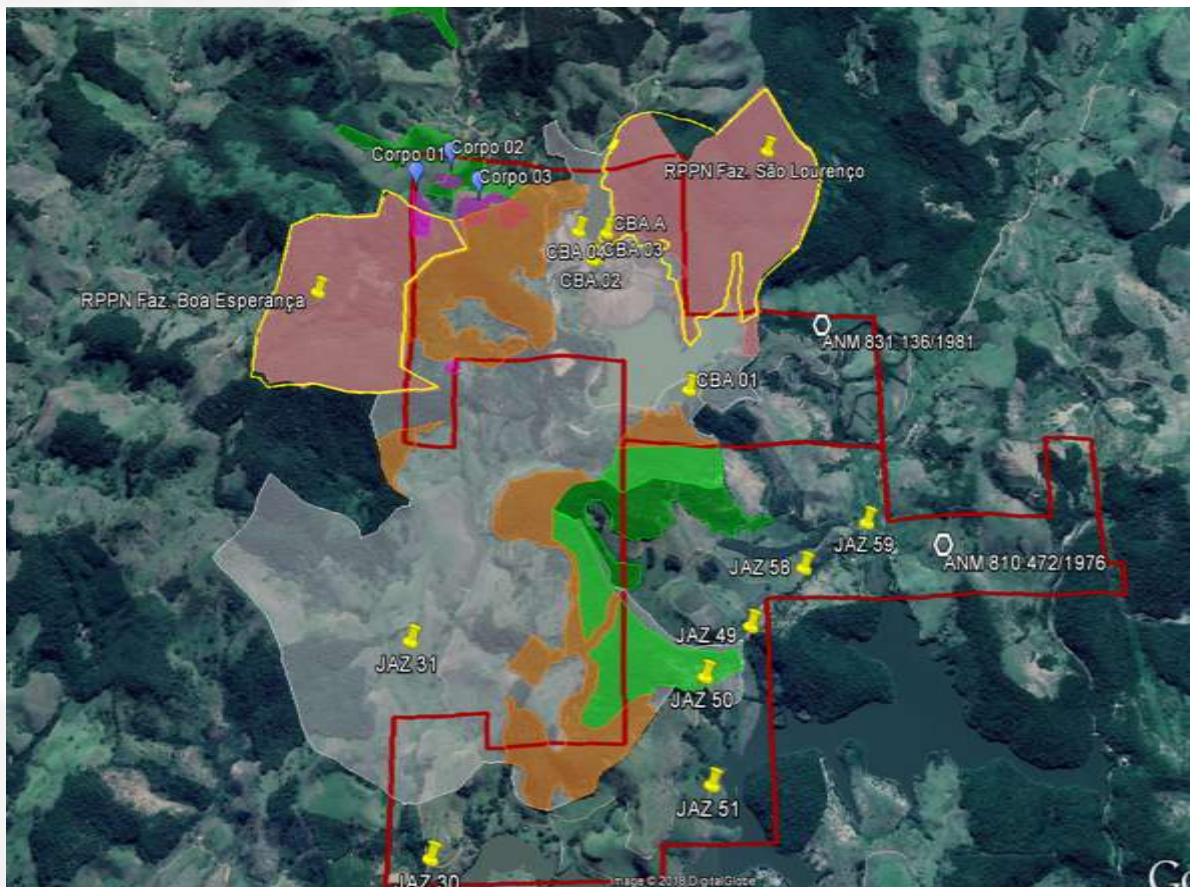 Corpo 01
Corpo 02
Corpo 03
RPPN Faz. São Lourenço
CBA.A
CBA 04
CBA 03
CBA.02
RPPN Faz. Boa Esperança
ANM 831.136/1981
CBA.01
JAZ 59
JAZ 58
ANM 810.472/1976
JAZ 49
JAZ 31
JAZ 50
JAZ 51
JAZ 30
Image © 2018 DigitalGlobe
Go